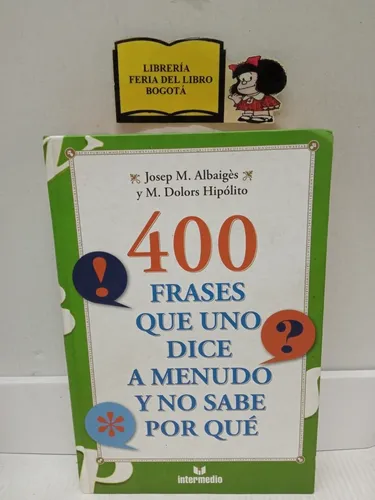 LIBRERÍA
FERIA DEL LIBRO
BOGOTÁ
Josep M. Albaigès
y M. Dolors Hipólito
400
!
FRASES
QUE UNO
?
DICE
A MENUDO
*
Y NO SABE
POR QUÉ
intermedio